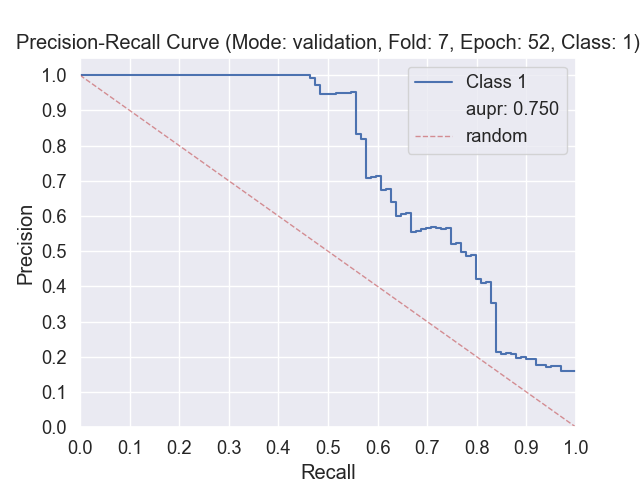 Precision-Recall Curve (Mode: validation, Fold: 7, Epoch: 52, Class: 1)
Class 1
aupr: 0.750
random
Precision
1.0
0.9
0.8
0.7
0.6
0.5
0.4
0.3
0.2
0.1
0.0
0.0 0.1 0.2 0.3 0.4 0.5 0.6 0.7 0.8 0.9 1.0
Recall